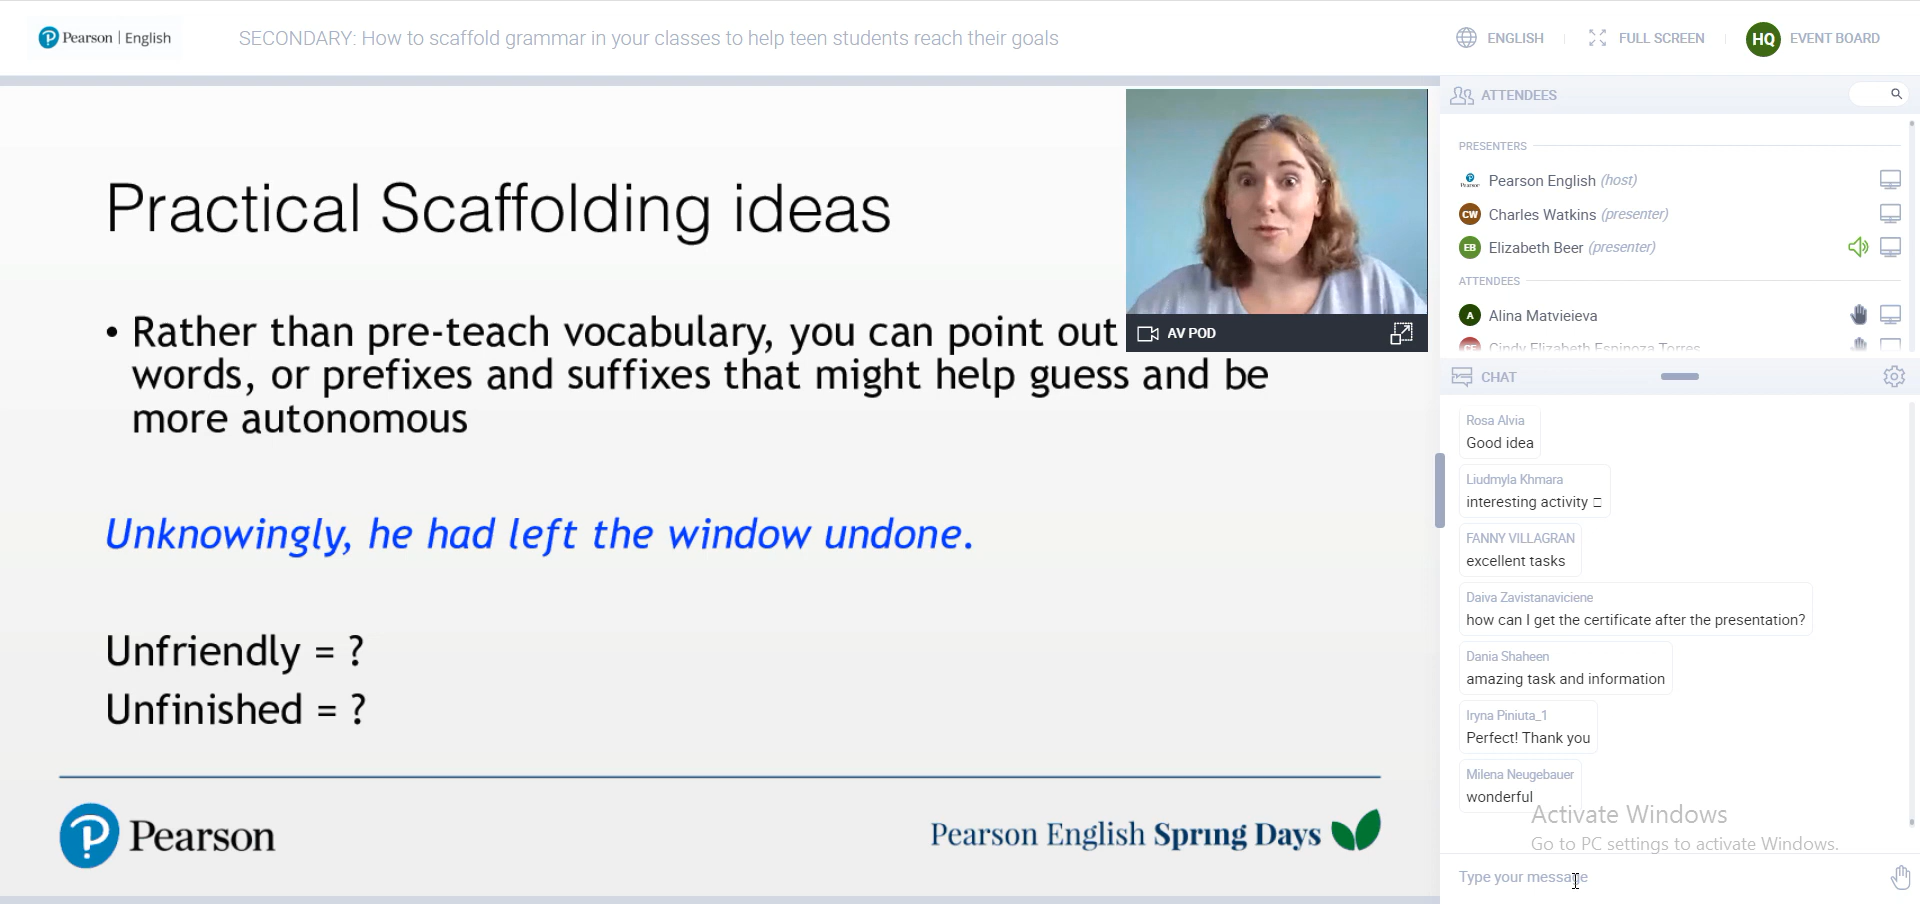 Pearson | English
SECONDARY: How to scaffold grammar in your classes to help teen students reach their goals
ENGLISH
FULL SCREEN
HQ
EVENT BOARD
Practical Scaffolding ideas
• Rather than pre-teach vocabulary, you can point out
words, or prefixes and suffixes that might help guess and be
more autonomous
Unknowingly, he had left the window undone.
Unfriendly = ?
Unfinished = ?
Pearson
Pearson English Spring Days
AV POD
ATTENDEES
PRESENTERS
Pearson
Pearson English (host)
CW
Charles Watkins (presenter)
EB
Elizabeth Beer (presenter)
ATTENDEES
A
Alina Matvieieva
CE
Cindy Elizabeth Espinoza Torres
CHAT
Rosa Alvia
Good idea
Liudmyla Khmara
interesting activity
FANNY VILLAGRAN
excellent tasks
Daiva Zavistanaviciene
how can I get the certificate after the presentation?
Dania Shaheen
amazing task and information
Iryna Piniuta_1
Perfect! Thank you
Milena Neugebauer
wonderful
Activate Windows
Go to PC settings to activate Windows.
Type your message